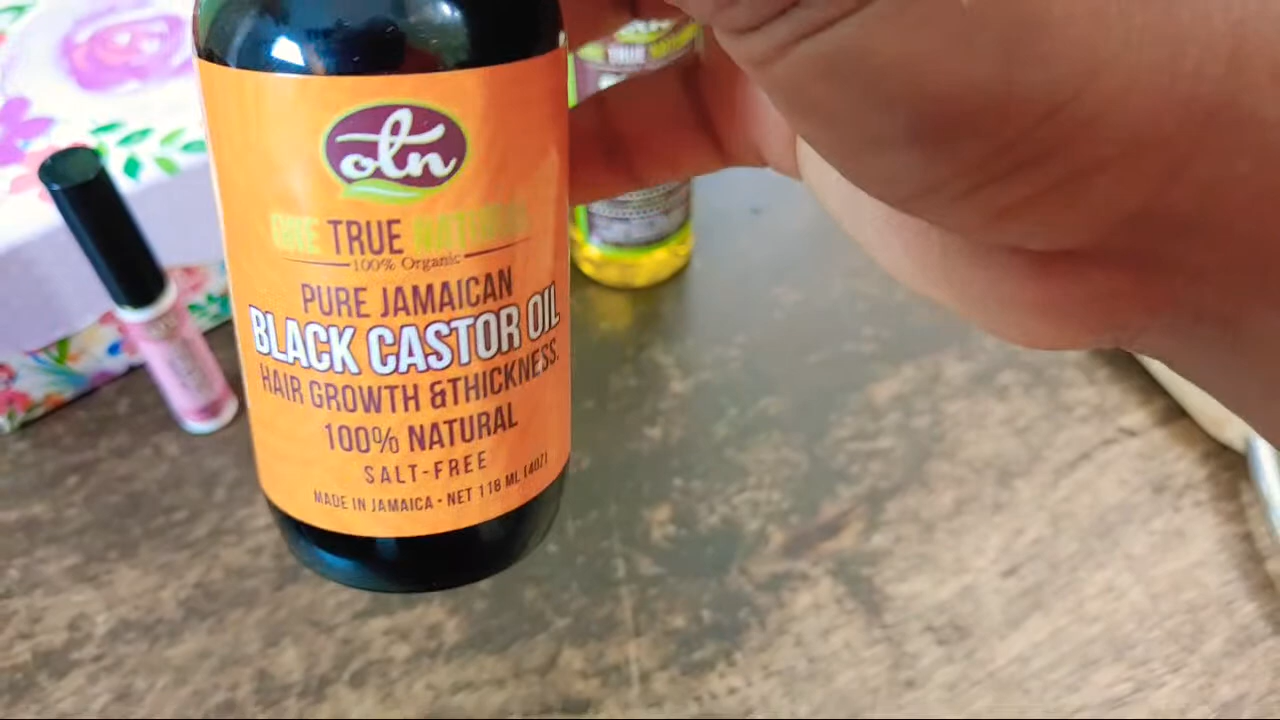 otn
ONE TRUE NATURAL
100% Organic
PURE JAMAICAN
BLACK CASTOR OIL
HAIR GROWTH &THICKNESS.
100% NATURAL
SALT-FREE
MADE IN JAMAICA - NET 118 ML (4OZ)
TRUE